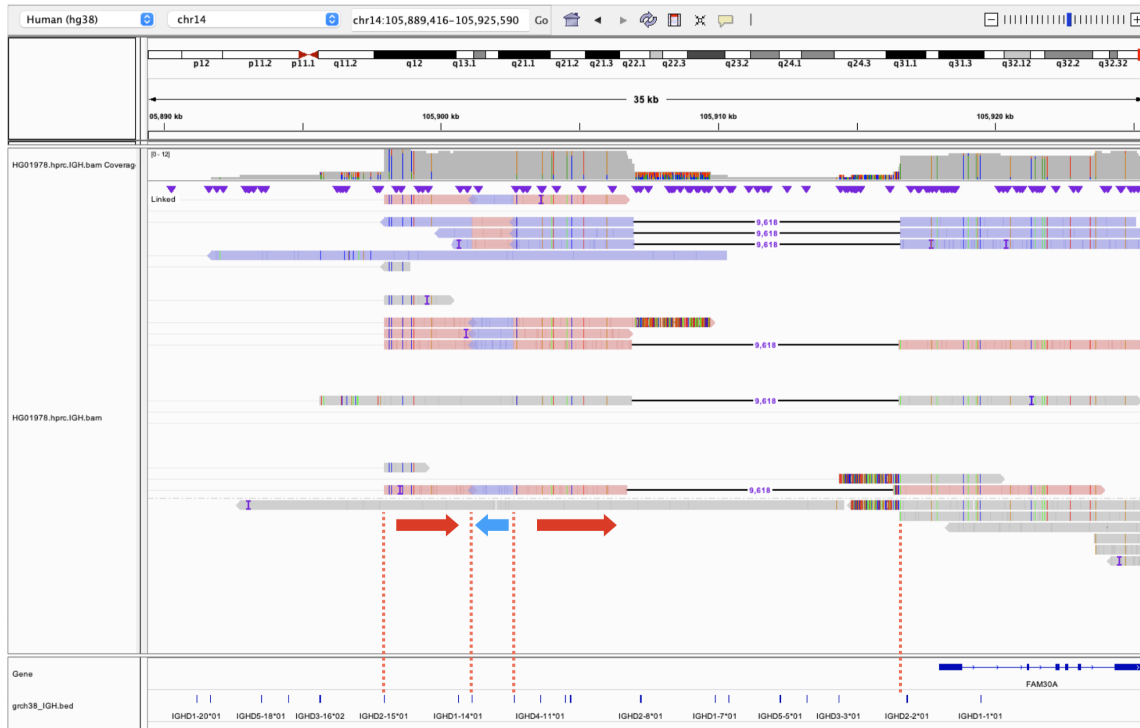 Human (hg38) chr14 chr14:105,889,416-105,925,590 Go
p12 p11.2 p11.1 q11.2 q12 q13.1 q21.1 q21.2 q21.3 q22.1 q22.3 q23.2 q24.1 q24.3 q31.1 q31.3 q32.12 q32.2 q32.32
35 kb
05,890 kb 105,900 kb 105,910 kb 105,920 kb
HG01978.hprc.IGH.bam Coverag
[0 - 12]
Linked
9,618
9,618
9,618
9,618
9,618
HG01978.hprc.IGH.bam
9,618
Gene
FAM30A
grch38_IGH.bed
IGHD1-20*01 IGHD5-18*01 IGHD3-16*02 IGHD2-15*01 IGHD1-14*01 IGHD4-11*01 IGHD2-8*01 IGHD1-7*01 IGHD5-5*01 IGHD3-3*01 IGHD2-2*01 IGHD1-1*01